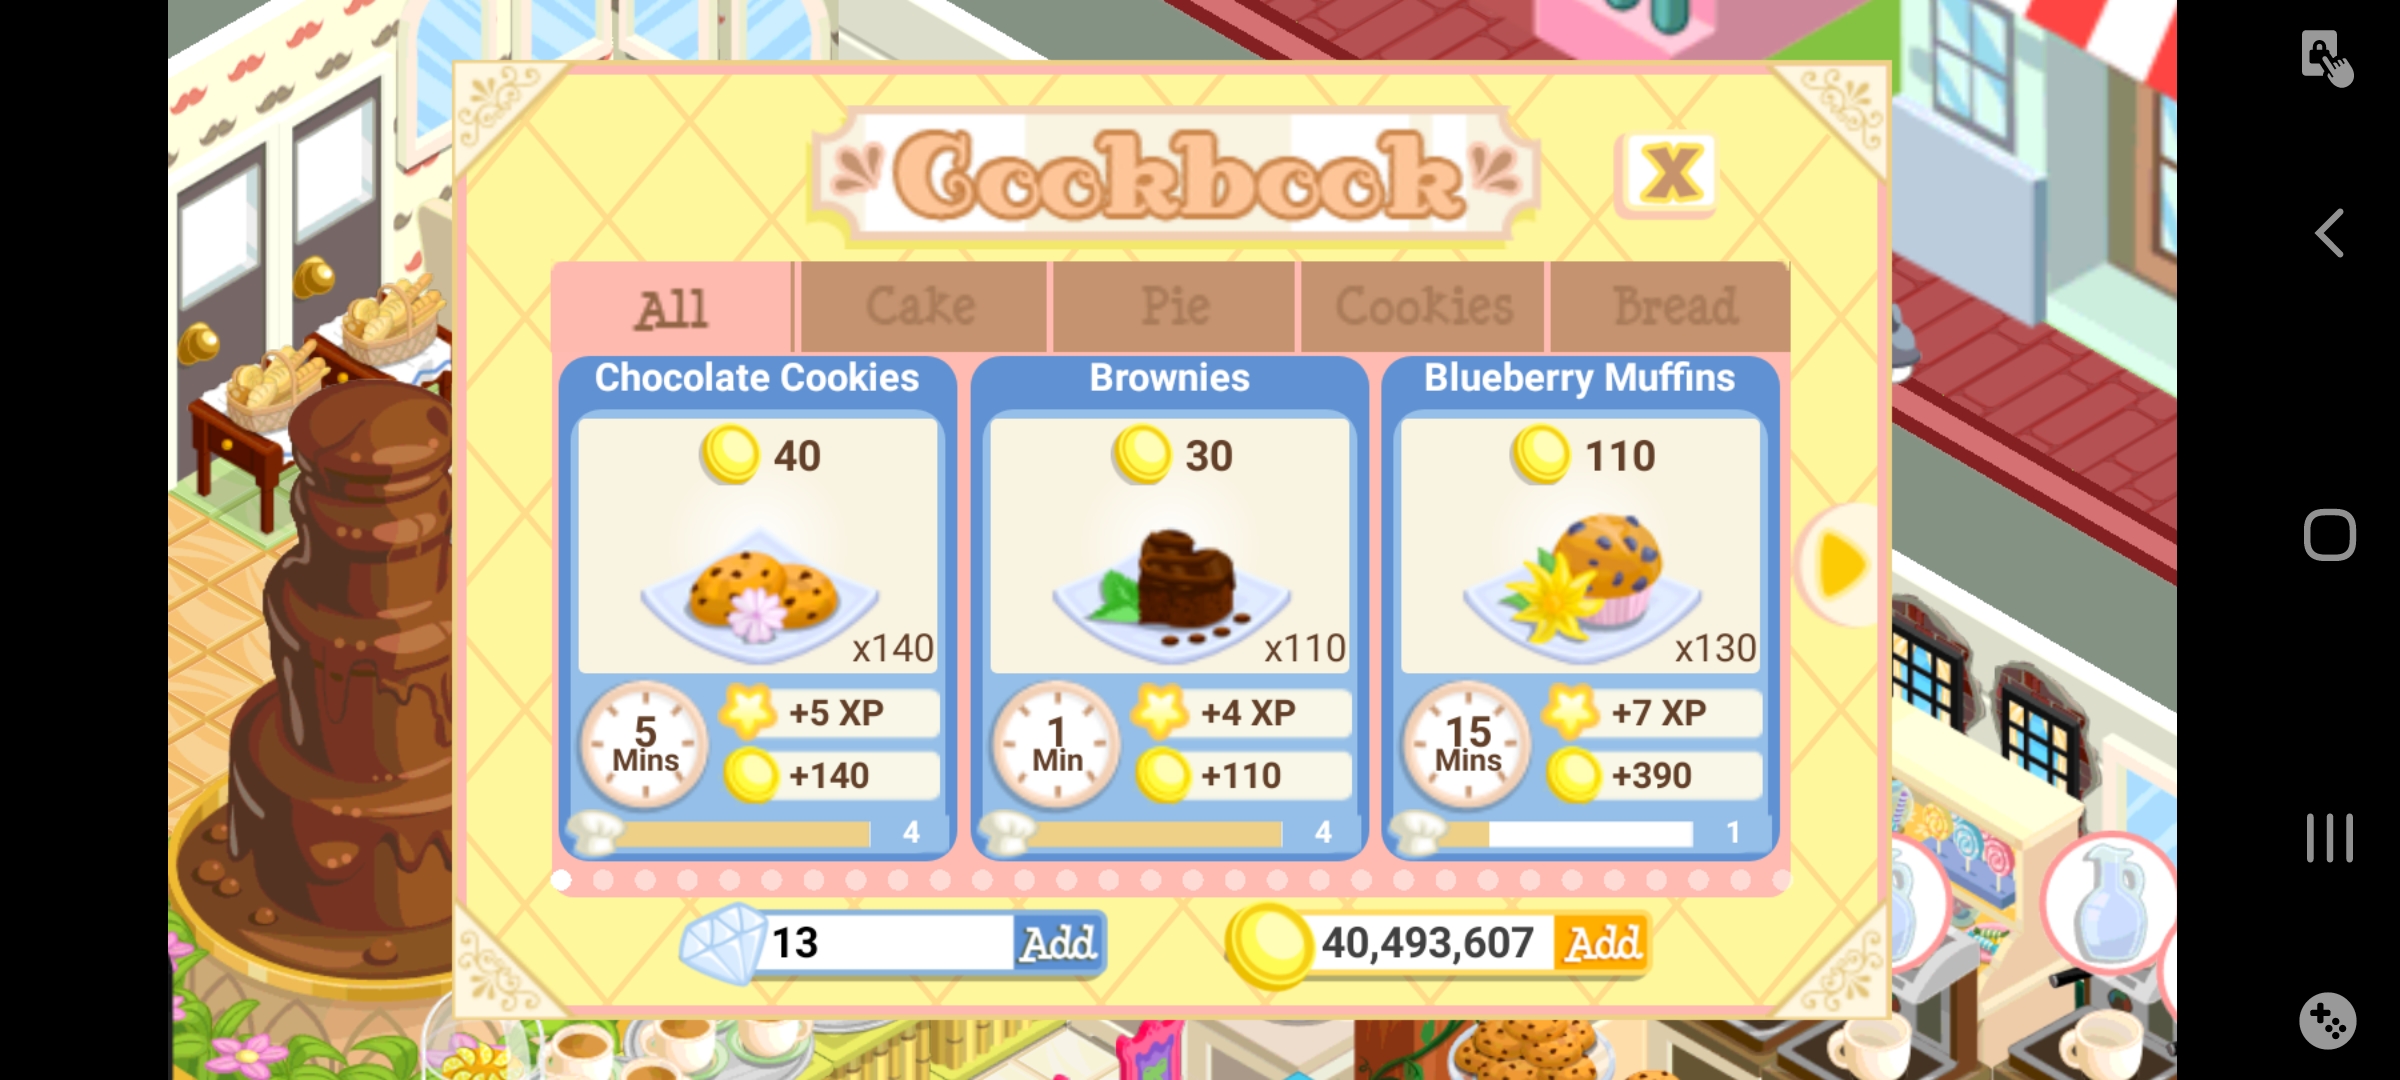 Cookbook
X
All Cake Pie Cookies Bread
Chocolate Cookies
40
x140
5
Mins
+5 XP
+140
4
Brownies
30
x110
1
Min
+4 XP
+110
4
Blueberry Muffins
110
x130
15
Mins
+7 XP
+390
1
13 Add
40,493,607 Add